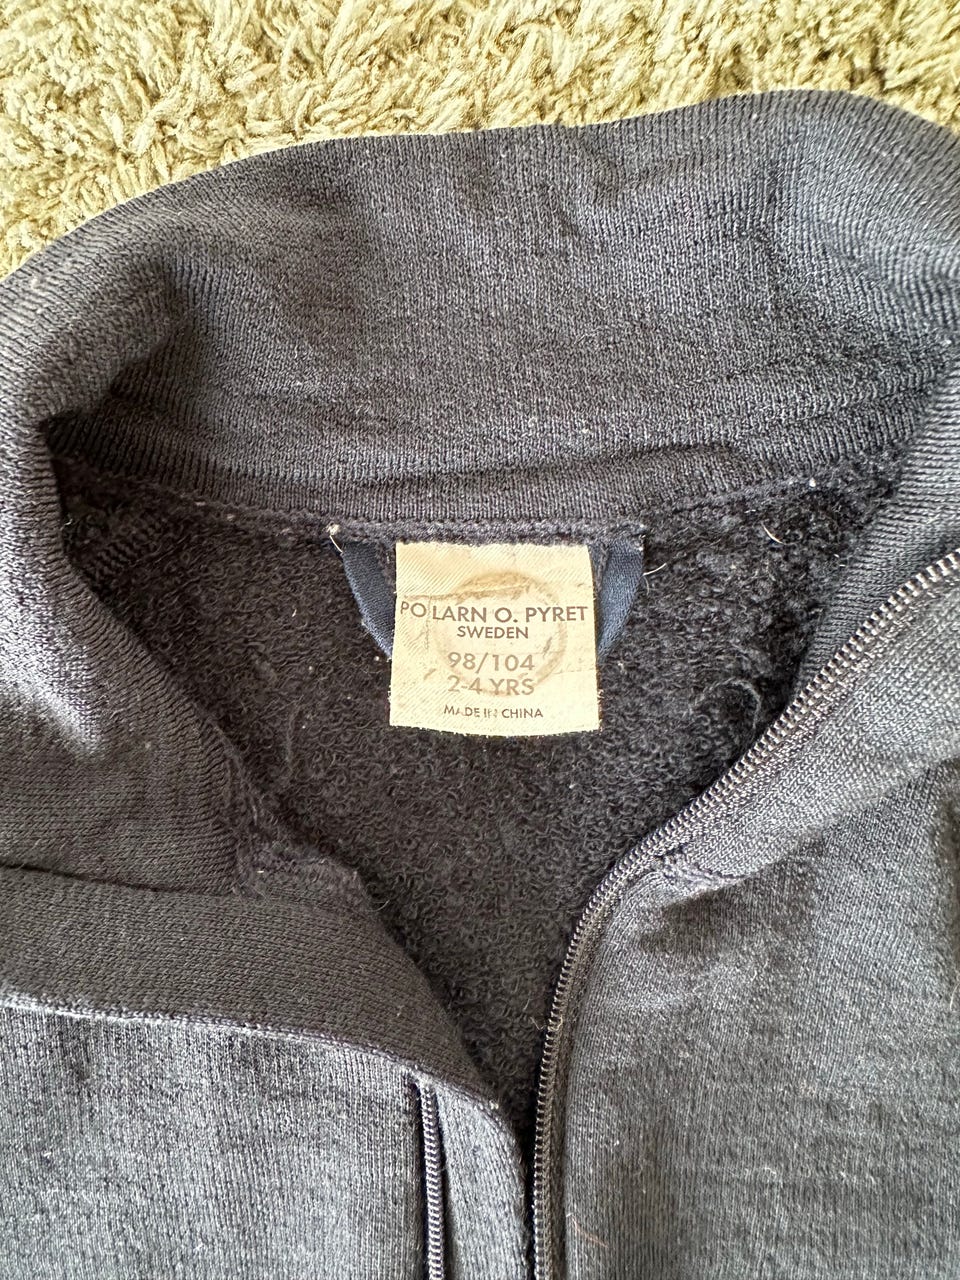 PO LARN O. PYRET
SWEDEN
98/104
2-4 YRS
MADE IN CHINA